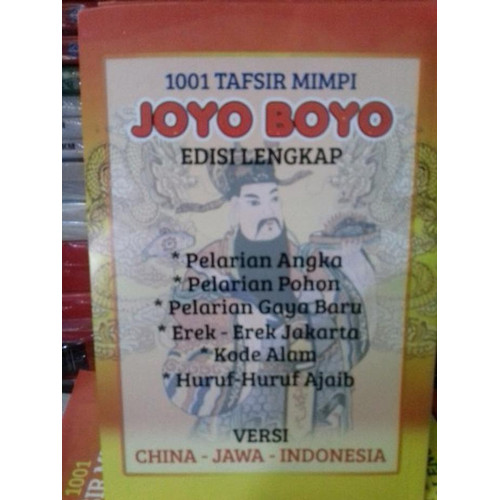 1001 TAFSIR MIMPI
JOYO BOYO
EDISI LENGKAP
* Pelarian Angka
* Pelarian Pohon
* Pelarian Gaya Baru
* Erek - Erek Jakarta
* Kode Alam
* Huruf-Huruf Ajaib
VERSI
CHINA - JAWA - INDONESIA
1001